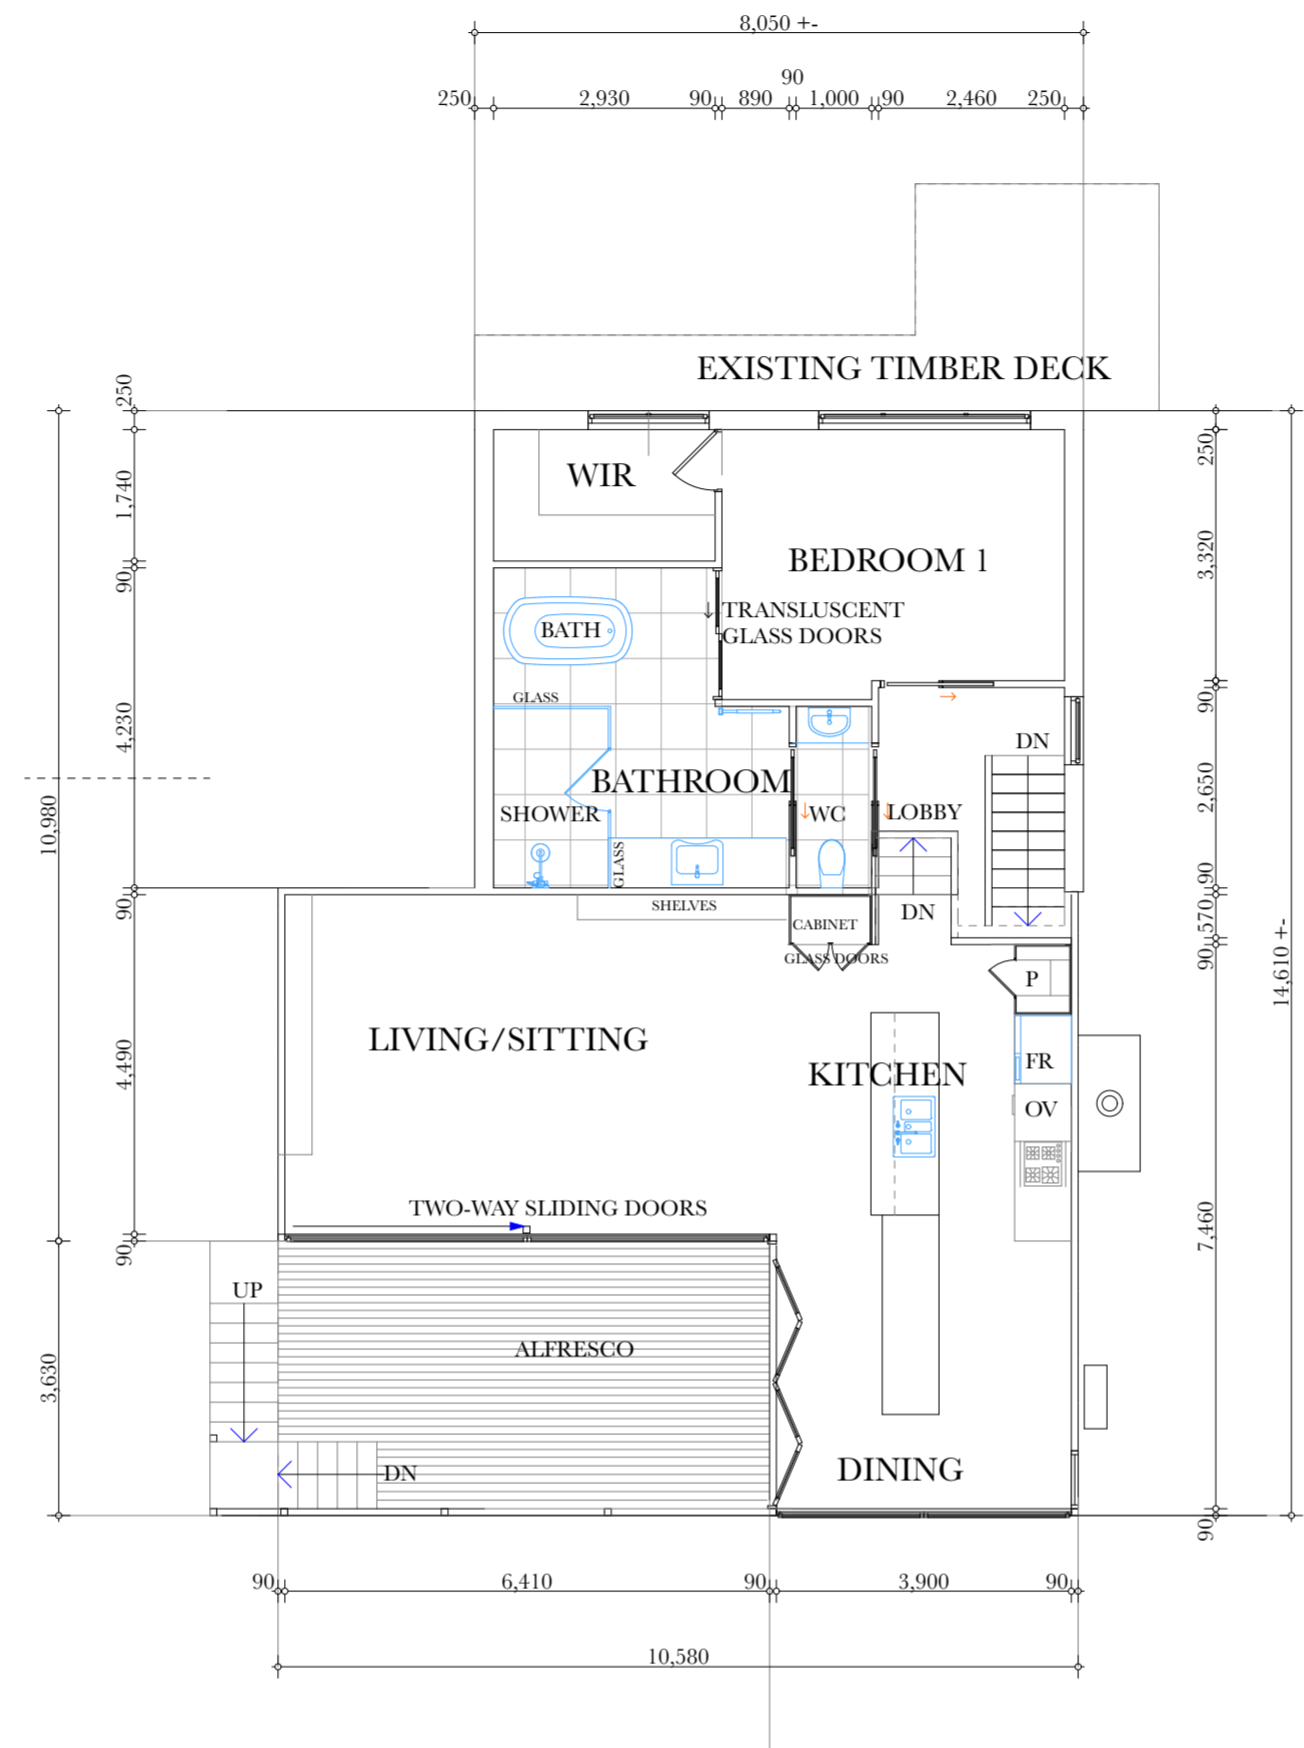 8,050 +-
90
250
2,930
90
890
1,000
90
2,460
250
EXISTING TIMBER DECK
250
1,740
90
4,230
10,980
90
4,490
90
3,630
250
3,320
90
2,650
90
570
90
14,610 +-
7,460
90
WIR
BEDROOM 1
TRANSLUSCENT
GLASS DOORS
BATH
GLASS
DN
BATHROOM
SHOWER
WC
LOBBY
GLASS
SHELVES
DN
CABINET
GLASS DOORS
P
LIVING/SITTING
FR
KITCHEN
OV
TWO-WAY SLIDING DOORS
UP
ALFRESCO
DN
DINING
90
6,410
90
3,900
90
10,580